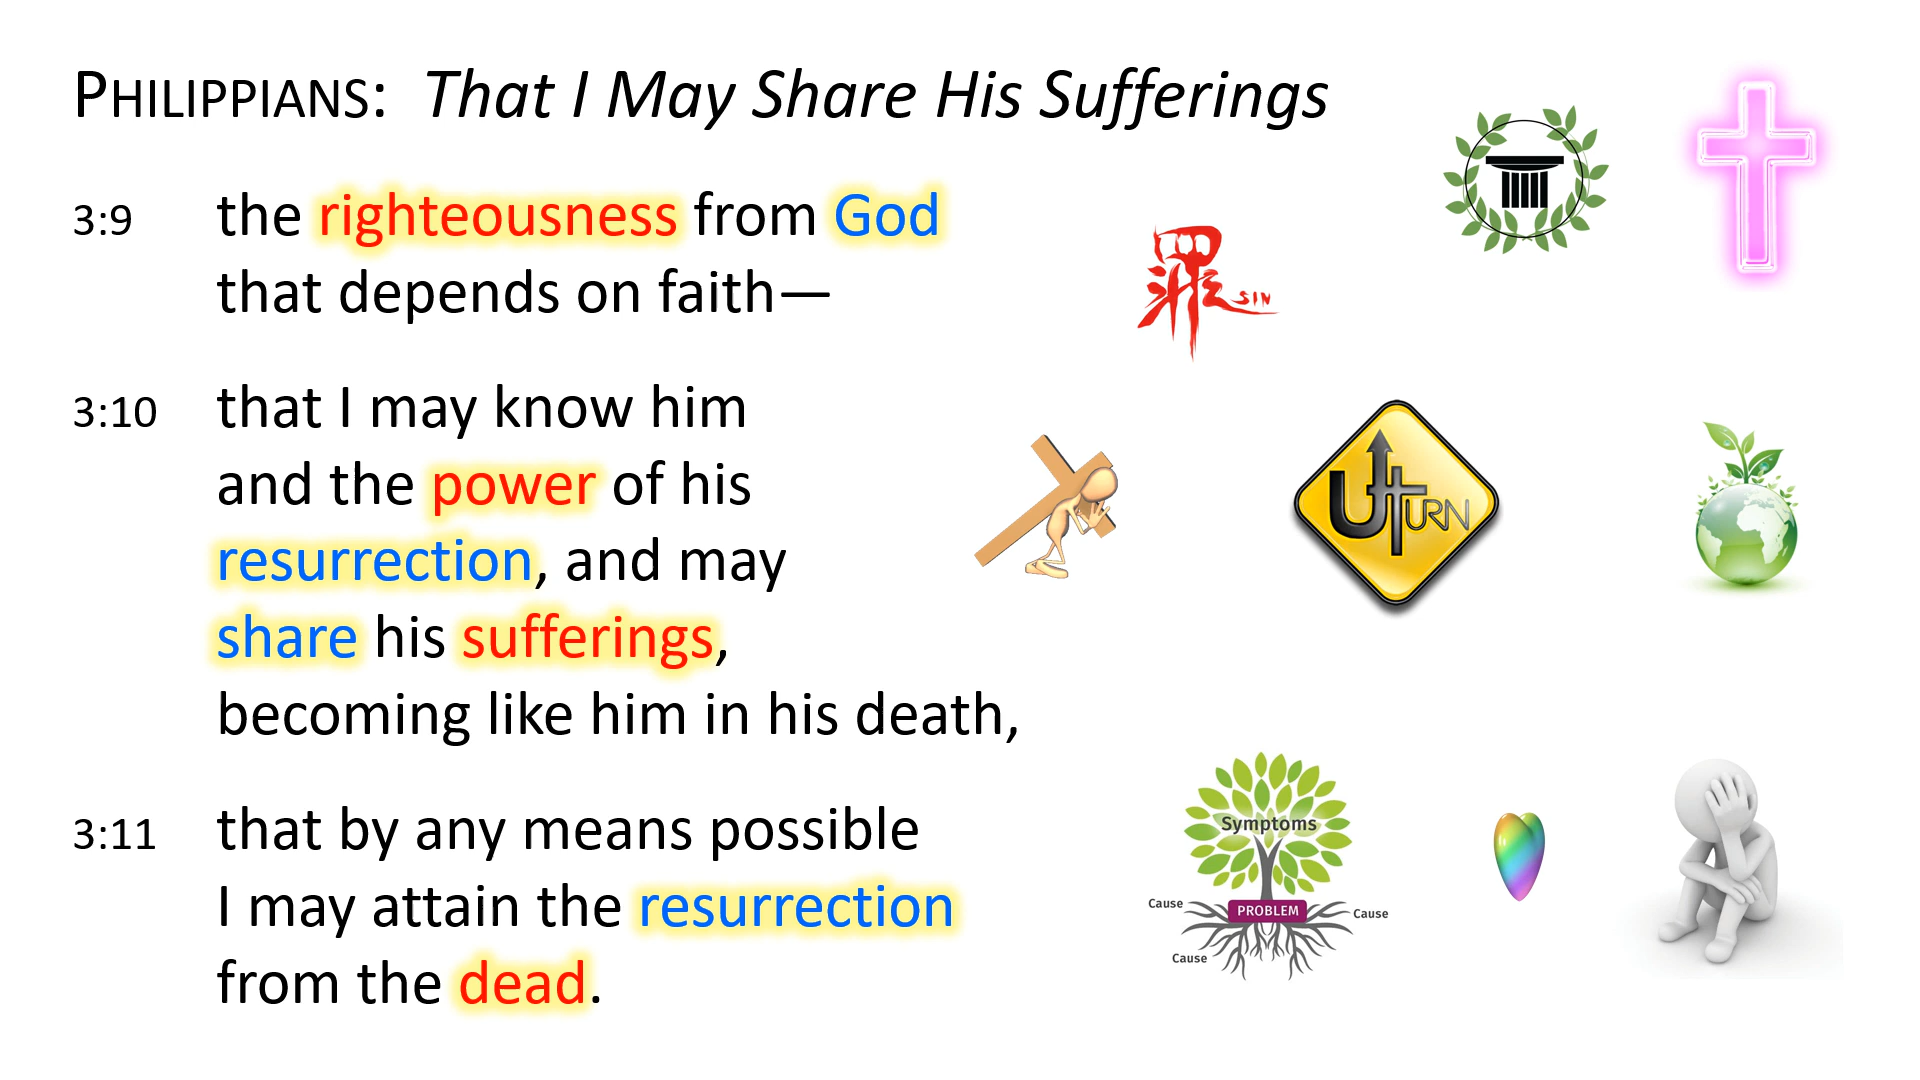 PHILIPPIANS: That I May Share His Sufferings
3:9 the righteousness from God
that depends on faith—
3:10 that I may know him
and the power of his
resurrection, and may
share his sufferings,
becoming like him in his death,
3:11 that by any means possible
I may attain the resurrection
from the dead.
罪 SIN
U TURN
Symptoms
Cause
PROBLEM
Cause
Cause